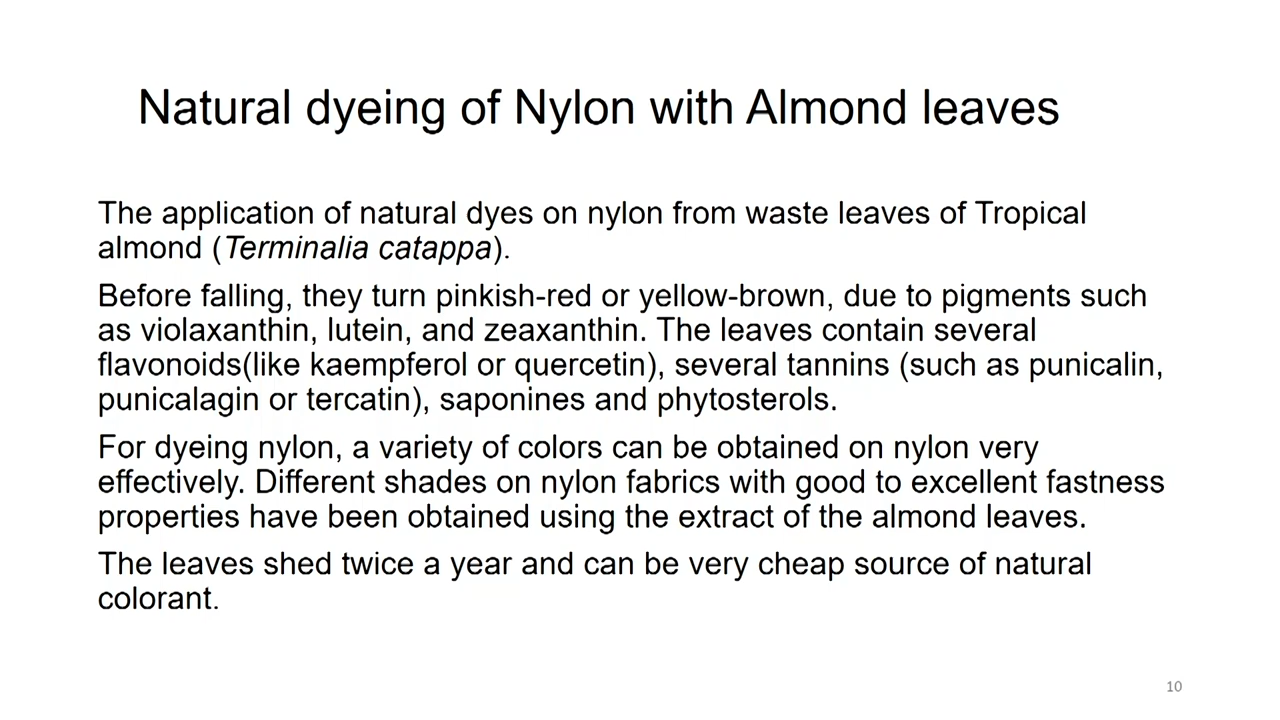 Natural dyeing of Nylon with Almond leaves
The application of natural dyes on nylon from waste leaves of Tropical
almond (Terminalia catappa).
Before falling, they turn pinkish-red or yellow-brown, due to pigments such
as violaxanthin, lutein, and zeaxanthin. The leaves contain several
flavonoids(like kaempferol or quercetin), several tannins (such as punicalin,
punicalagin or tercatin), saponines and phytosterols.
For dyeing nylon, a variety of colors can be obtained on nylon very
effectively. Different shades on nylon fabrics with good to excellent fastness
properties have been obtained using the extract of the almond leaves.
The leaves shed twice a year and can be very cheap source of natural
colorant.
10